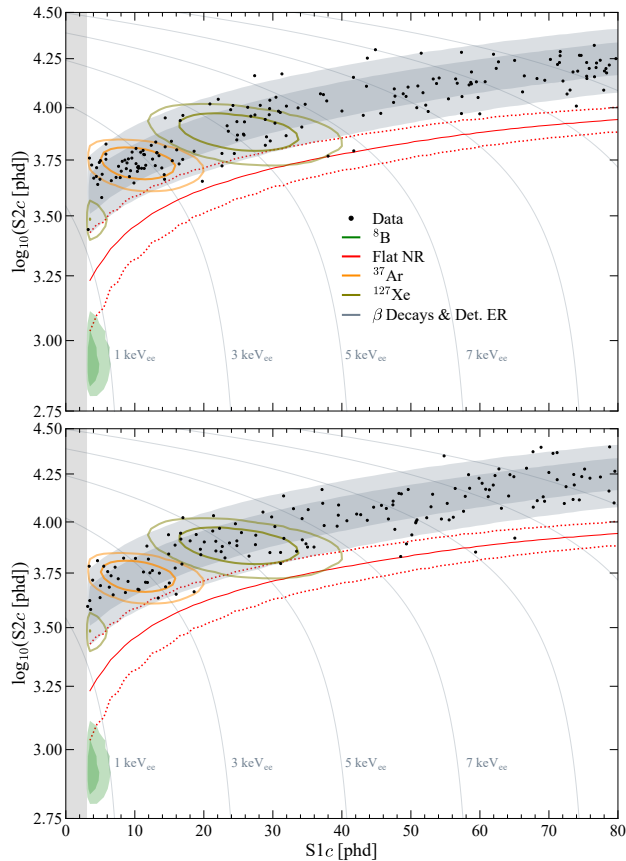 4.50
4.25
4.00
3.75
3.50
3.25
3.00
2.75
log₁₀(S2c [phd])
Data
⁸B
Flat NR
³⁷Ar
¹²⁷Xe
β Decays & Det. ER
1 keVₑₑ
3 keVₑₑ
5 keVₑₑ
7 keVₑₑ
4.50
4.25
4.00
3.75
3.50
3.25
3.00
2.75
log₁₀(S2c [phd])
1 keVₑₑ
3 keVₑₑ
5 keVₑₑ
7 keVₑₑ
0 10 20 30 40 50 60 70 80
S1c [phd]